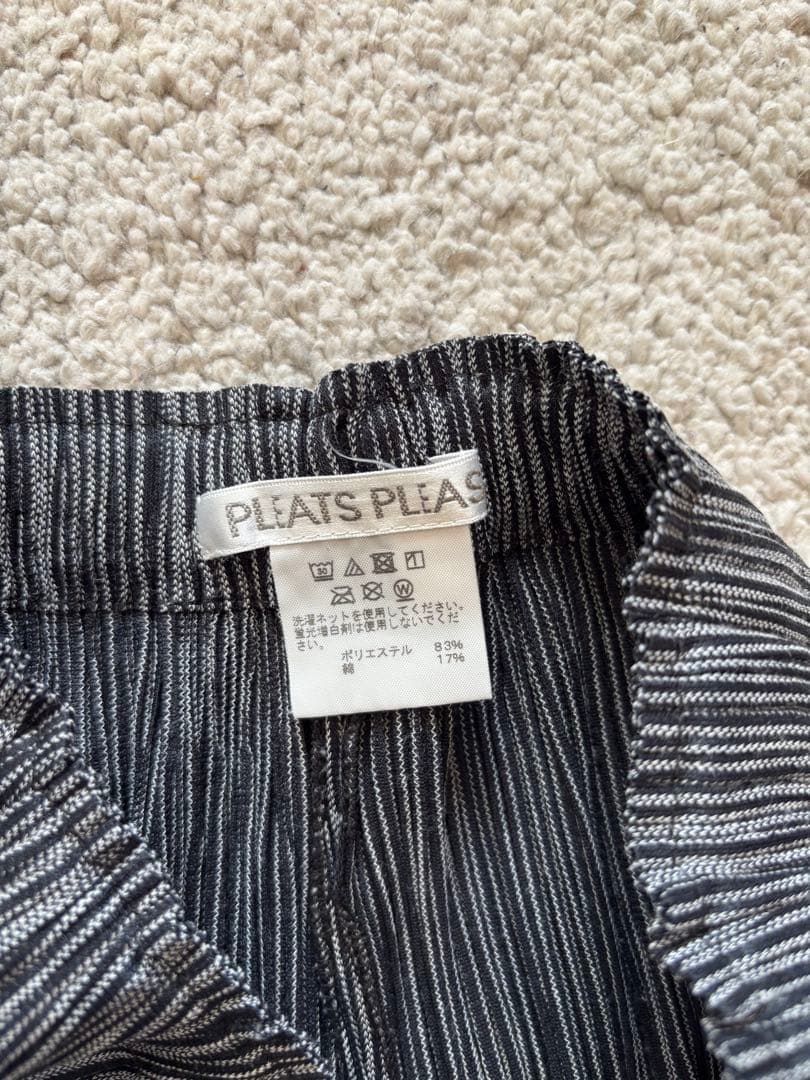 PLEATS PLEAS
30
洗濯ネットを使用してください。
蛍光増白剤は使用しないでくだ
さい。
ポリエステル 83%
綿 17%